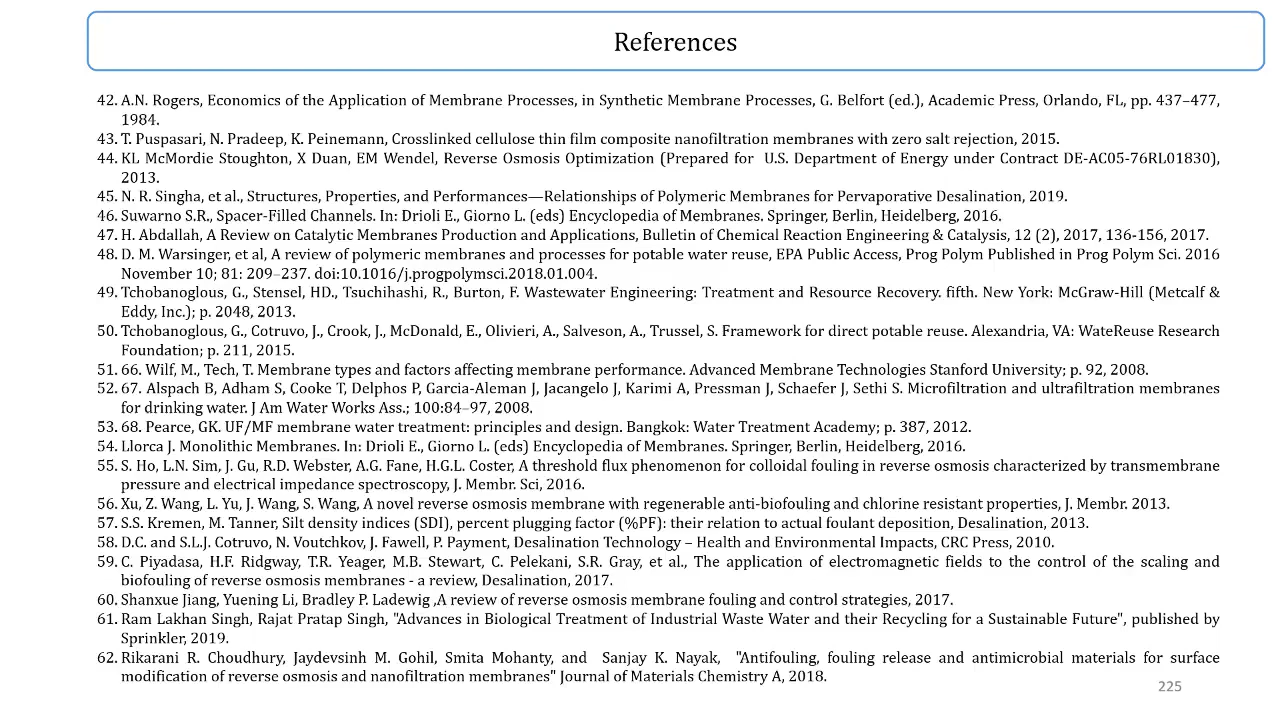 References
42. A.N. Rogers, Economics of the Application of Membrane Processes, in Synthetic Membrane Processes, G. Belfort (ed.), Academic Press, Orlando, FL, pp. 437–477,
1984.
43. T. Puspasari, N. Pradeep, K. Peinemann, Crosslinked cellulose thin film composite nanofiltration membranes with zero salt rejection, 2015.
44. KL McMordie Stoughton, X Duan, EM Wendel, Reverse Osmosis Optimization (Prepared for U.S. Department of Energy under Contract DE-AC05-76RL01830),
2013.
45. N. R. Singha, et al., Structures, Properties, and Performances—Relationships of Polymeric Membranes for Pervaporative Desalination, 2019.
46. Suwarno S.R., Spacer-Filled Channels. In: Drioli E., Giorno L. (eds) Encyclopedia of Membranes. Springer, Berlin, Heidelberg, 2016.
47. H. Abdallah, A Review on Catalytic Membranes Production and Applications, Bulletin of Chemical Reaction Engineering & Catalysis, 12 (2), 2017, 136-156, 2017.
48. D. M. Warsinger, et al, A review of polymeric membranes and processes for potable water reuse, EPA Public Access, Prog Polym Published in Prog Polym Sci. 2016
November 10; 81: 209–237. doi:10.1016/j.progpolymsci.2018.01.004.
49. Tchobanoglous, G., Stensel, HD., Tsuchihashi, R., Burton, F. Wastewater Engineering: Treatment and Resource Recovery. fifth. New York: McGraw-Hill (Metcalf &
Eddy, Inc.); p. 2048, 2013.
50. Tchobanoglous, G., Cotruvo, J., Crook, J., McDonald, E., Olivieri, A., Salveson, A., Trussel, S. Framework for direct potable reuse. Alexandria, VA: WateReuse Research
Foundation; p. 211, 2015.
51. 66. Wilf, M., Tech, T. Membrane types and factors affecting membrane performance. Advanced Membrane Technologies Stanford University; p. 92, 2008.
52. 67. Alspach B, Adham S, Cooke T, Delphos P, Garcia-Aleman J, Jacangelo J, Karimi A, Pressman J, Schaefer J, Sethi S. Microfiltration and ultrafiltration membranes
for drinking water. J Am Water Works Ass.; 100:84–97, 2008.
53. 68. Pearce, GK. UF/MF membrane water treatment: principles and design. Bangkok: Water Treatment Academy; p. 387, 2012.
54. Llorca J. Monolithic Membranes. In: Drioli E., Giorno L. (eds) Encyclopedia of Membranes. Springer, Berlin, Heidelberg, 2016.
55. S. Ho, L.N. Sim, J. Gu, R.D. Webster, A.G. Fane, H.G.L. Coster, A threshold flux phenomenon for colloidal fouling in reverse osmosis characterized by transmembrane
pressure and electrical impedance spectroscopy, J. Membr. Sci, 2016.
56. Xu, Z. Wang, L. Yu, J. Wang, S. Wang, A novel reverse osmosis membrane with regenerable anti-biofouling and chlorine resistant properties, J. Membr. 2013.
57. S.S. Kremen, M. Tanner, Silt density indices (SDI), percent plugging factor (%PF): their relation to actual foulant deposition, Desalination, 2013.
58. D.C. and S.L.J. Cotruvo, N. Voutchkov, J. Fawell, P. Payment, Desalination Technology – Health and Environmental Impacts, CRC Press, 2010.
59. C. Piyadasa, H.F. Ridgway, T.R. Yeager, M.B. Stewart, C. Pelekani, S.R. Gray, et al., The application of electromagnetic fields to the control of the scaling and
biofouling of reverse osmosis membranes - a review, Desalination, 2017.
60. Shanxue Jiang, Yuening Li, Bradley P. Ladewig ,A review of reverse osmosis membrane fouling and control strategies, 2017.
61. Ram Lakhan Singh, Rajat Pratap Singh, "Advances in Biological Treatment of Industrial Waste Water and their Recycling for a Sustainable Future", published by
Sprinkler, 2019.
62. Rikarani R. Choudhury, Jaydevsinh M. Gohil, Smita Mohanty, and Sanjay K. Nayak, "Antifouling, fouling release and antimicrobial materials for surface
modification of reverse osmosis and nanofiltration membranes" Journal of Materials Chemistry A, 2018.
225